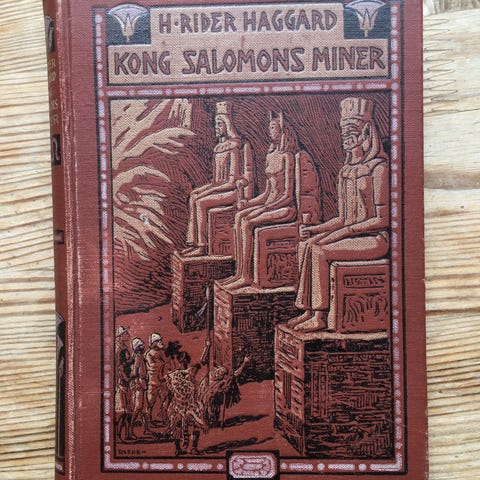 H·RIDER HAGGARD
KONG SALOMONS MINER